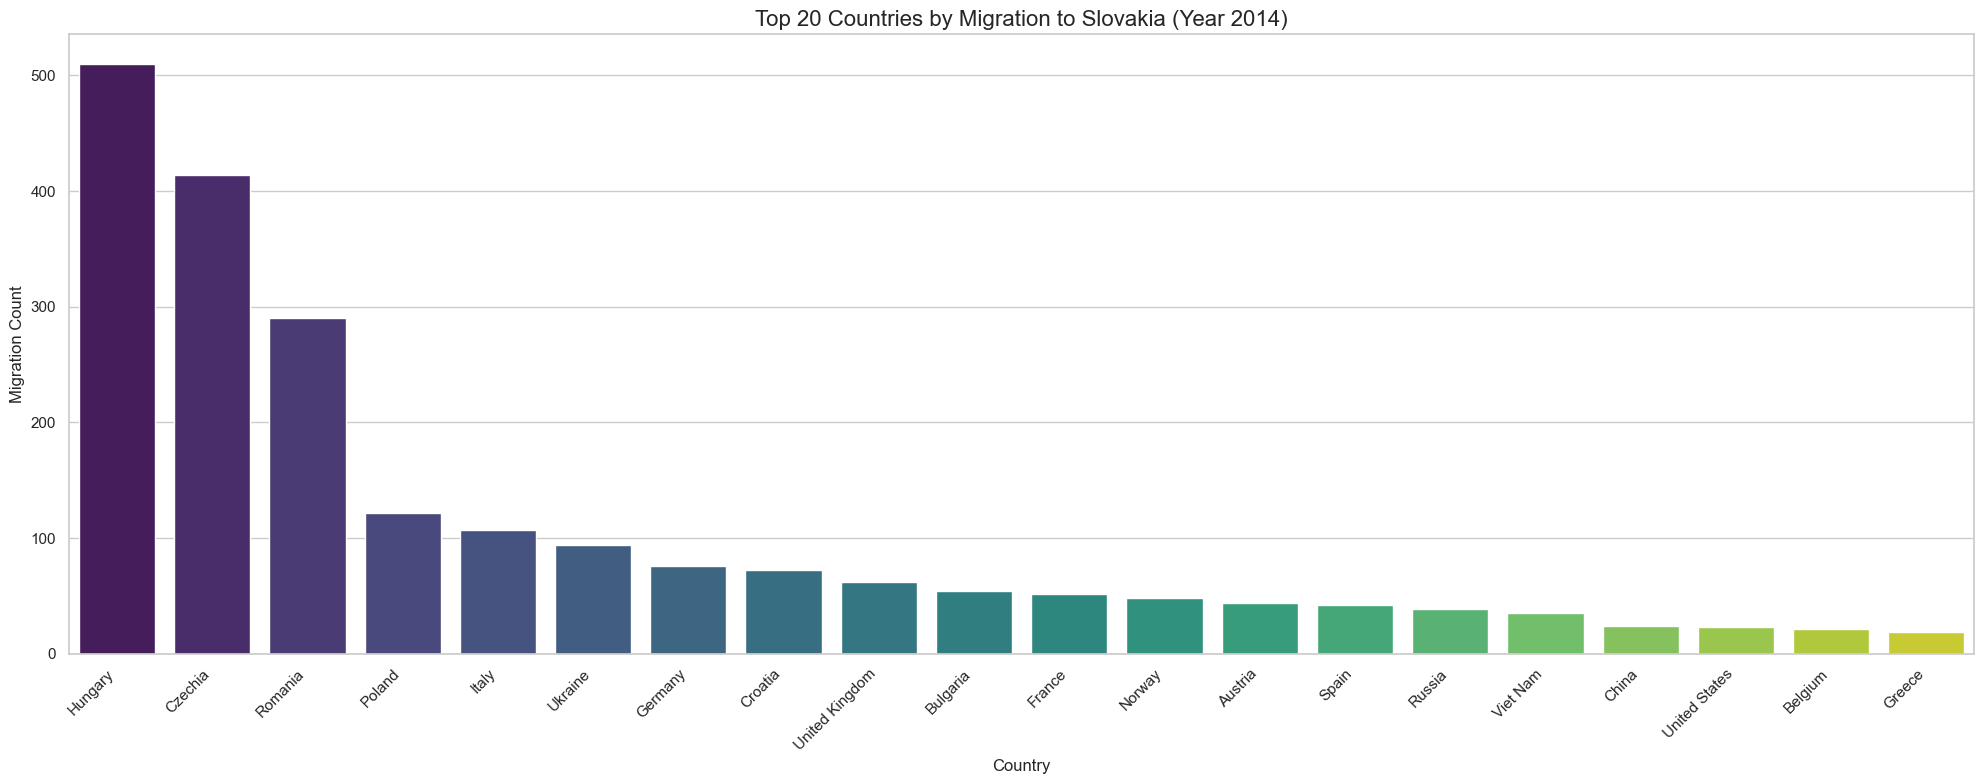 Top 20 Countries by Migration to Slovakia (Year 2014)
Migration Count
500
400
300
200
100
0
Hungary
Czechia
Romania
Poland
Italy
Ukraine
Germany
Croatia
United Kingdom
Bulgaria
France
Norway
Austria
Spain
Russia
Viet Nam
China
United States
Belgium
Greece
Country